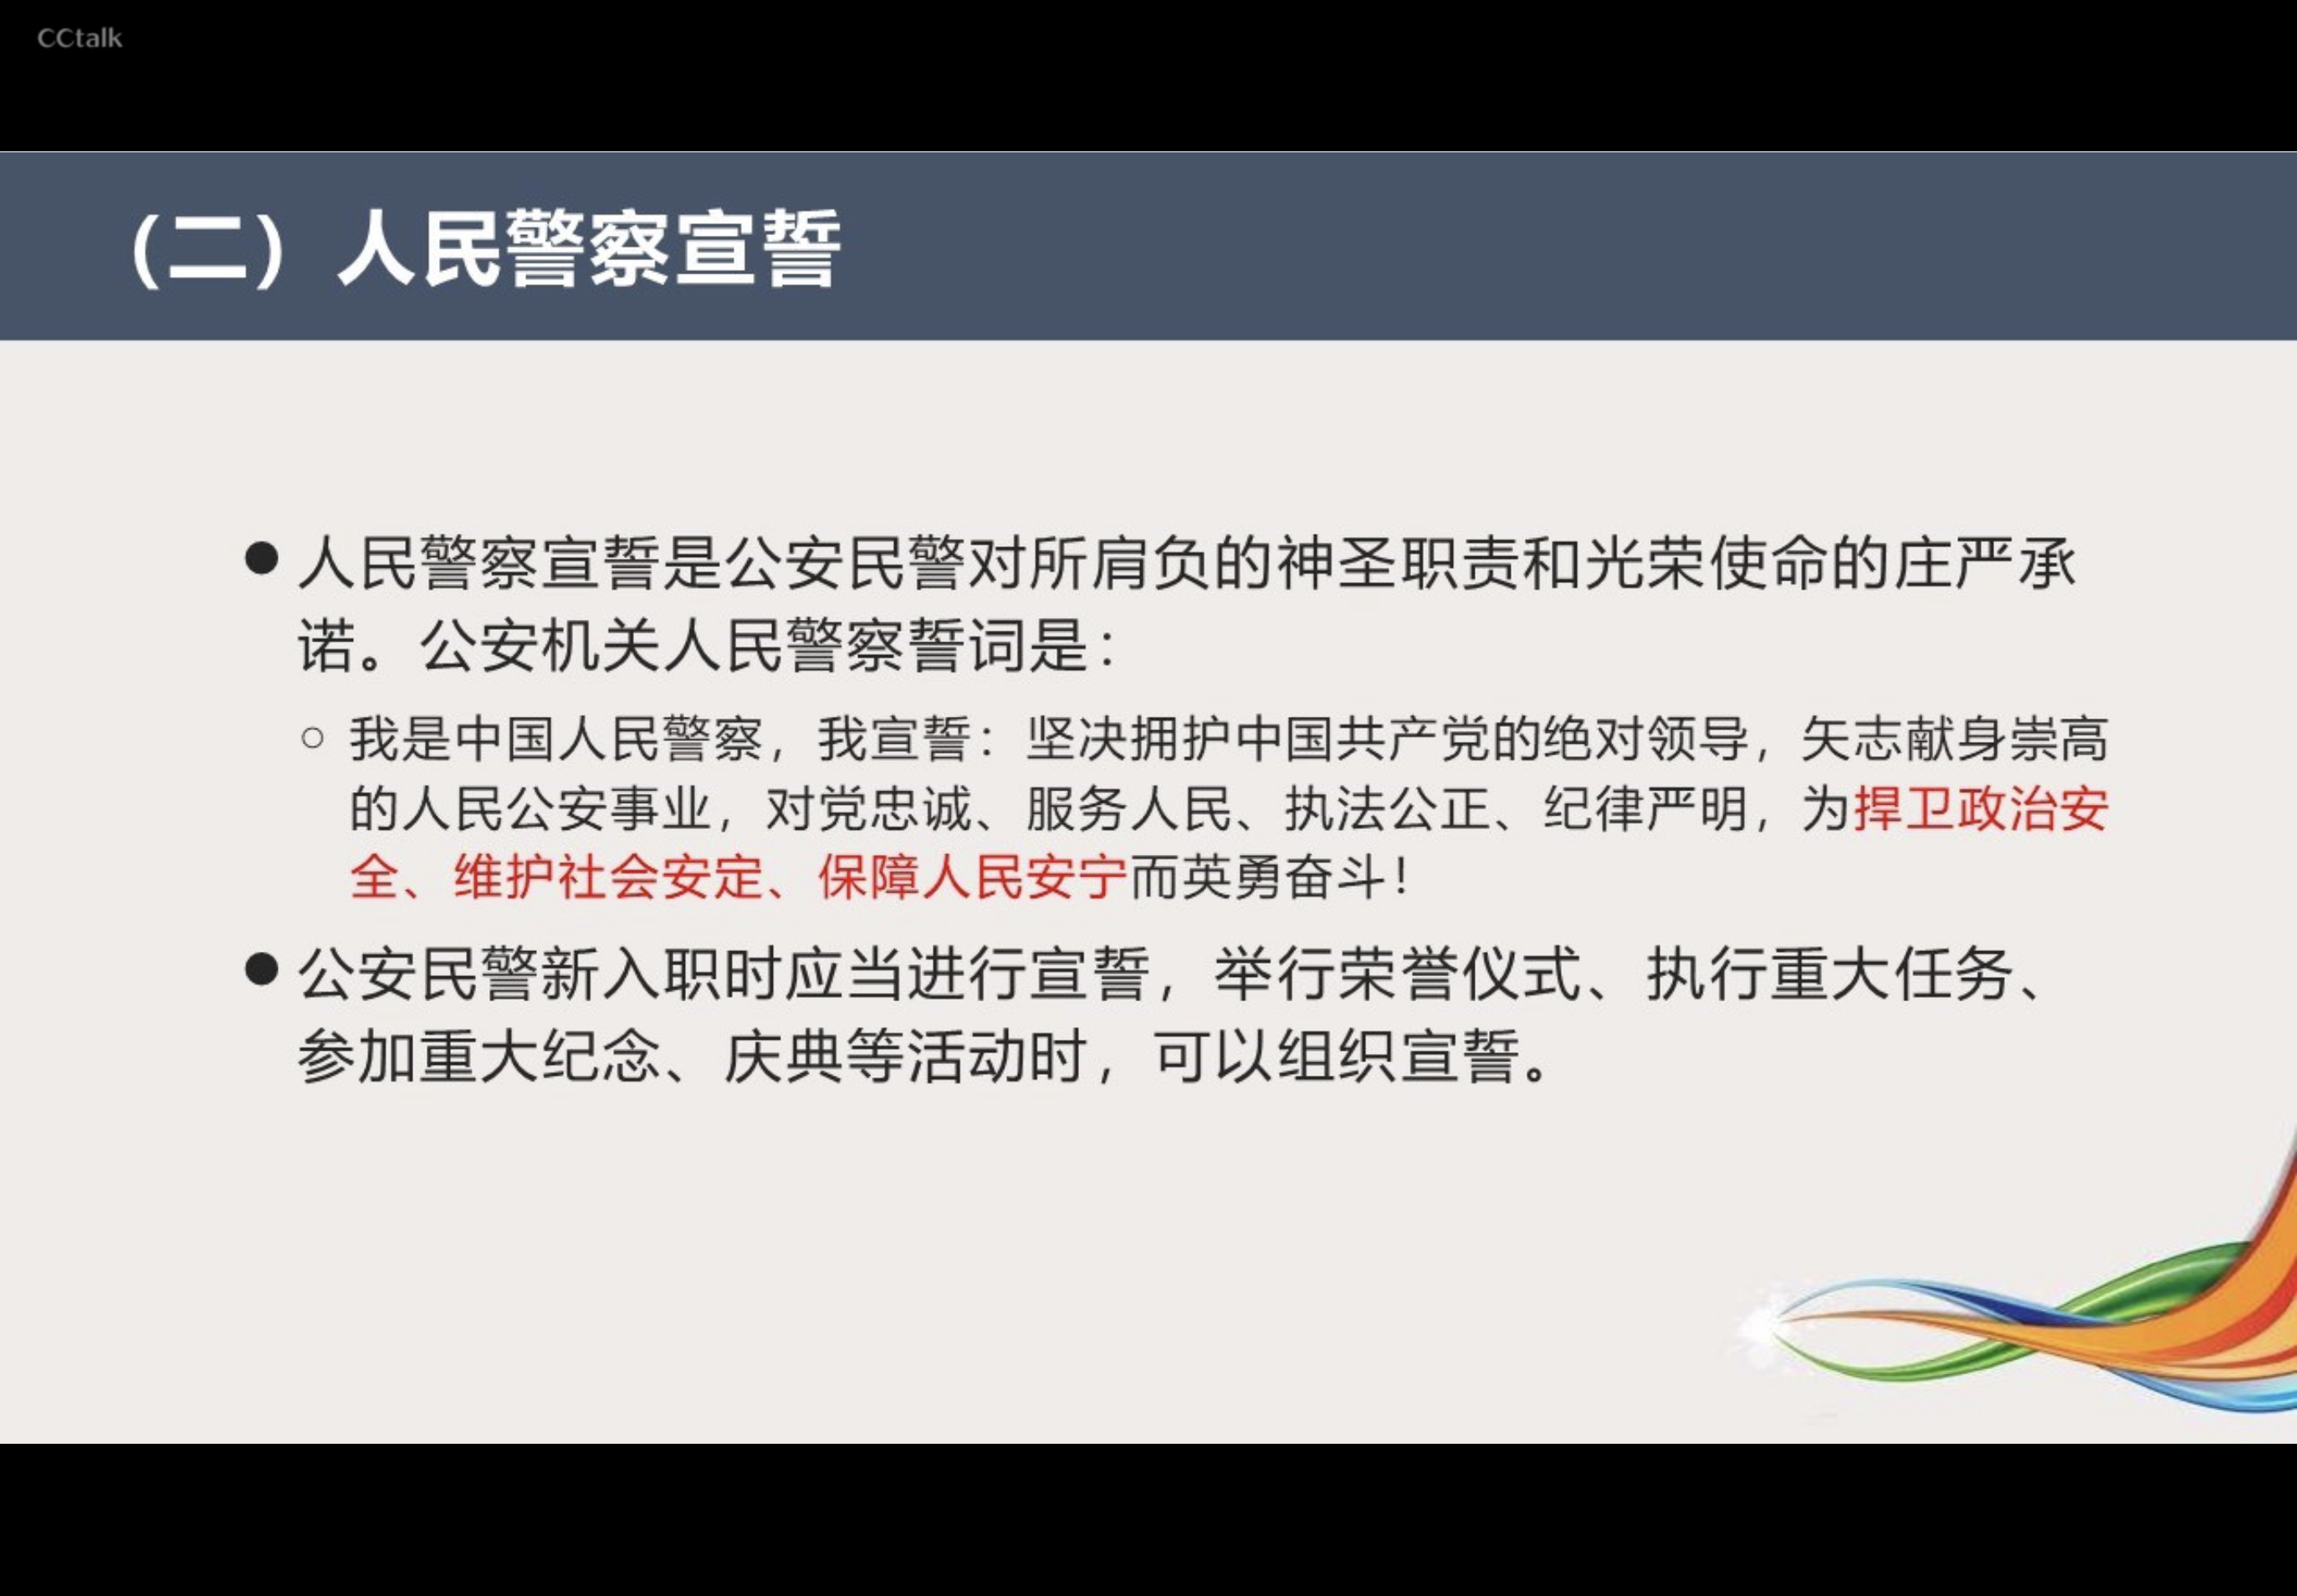 CCtalk
（二）人民警察宣誓
●人民警察宣誓是公安民警对所肩负的神圣职责和光荣使命的庄严承
诺。公安机关人民警察誓词是：
○ 我是中国人民警察，我宣誓：坚决拥护中国共产党的绝对领导，矢志献身崇高
的人民公安事业，对党忠诚、服务人民、执法公正、纪律严明，为捍卫政治安
全、维护社会安定、保障人民安宁而英勇奋斗！
●公安民警新入职时应当进行宣誓，举行荣誉仪式、执行重大任务、
参加重大纪念、庆典等活动时，可以组织宣誓。